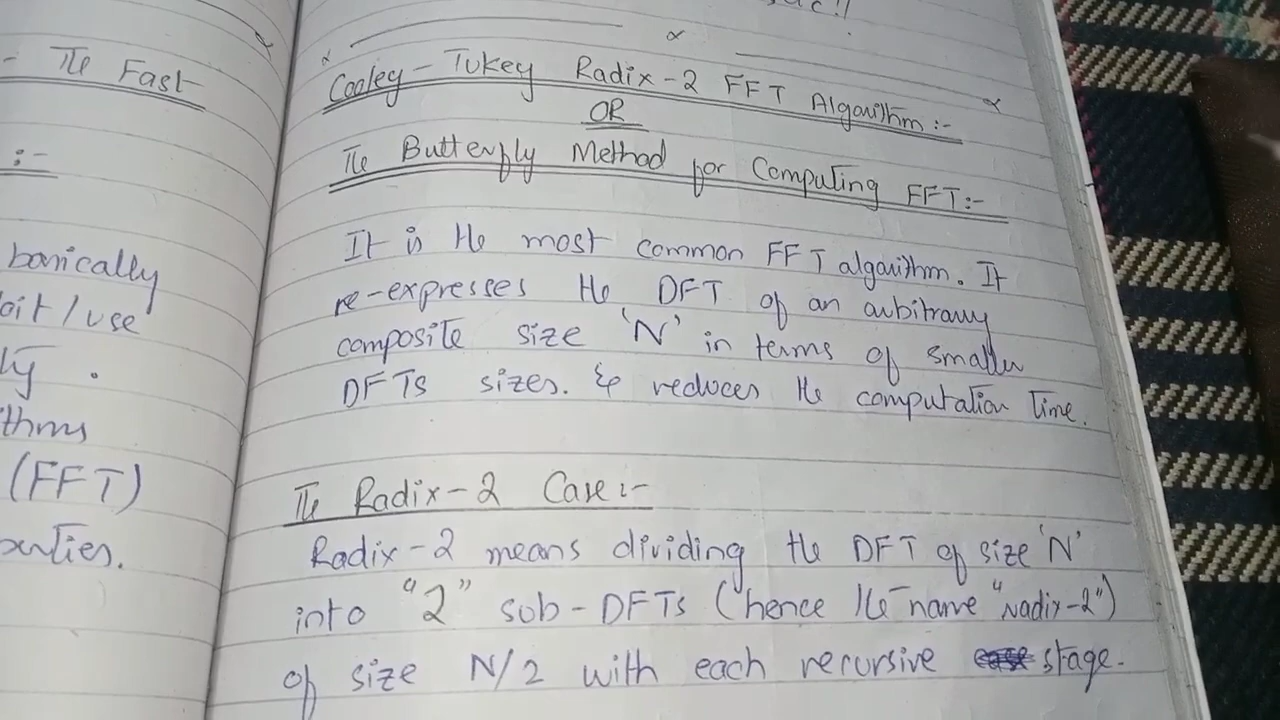 - The Fast
:-
basically
oit/use
ly.
thms
(FFT)
perties.
Cooley-Tukey Radix-2 FFT Algorithm:-
OR
The Butterfly Method for Computing FFT:-
It is the most common FFT algorithm. It
re-expresses the DFT of an arbitrary
composite size 'N' in terms of smaller
DFTs sizes. & reduces the computation time.
The Radix-2 Case:-
Radix-2 means dividing the DFT of size 'N'
into "2" sub-DFTs (hence the name "radix-2")
of size N/2 with each recursive stage.